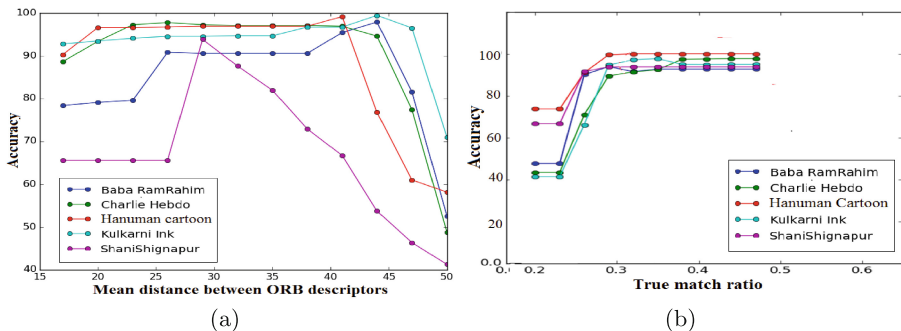 100
90
80
70
60
50
40
Accuracy
Baba RamRahim
Charlie Hebdo
Hanuman cartoon
Kulkarni Ink
ShaniShignapur
15 20 25 30 35 40 45 50
Mean distance between ORB descriptors
(a)
120
100
80
60
40
20
0.0
Accuracy
Baba RamRahim
Charlie Hebdo
Hanuman Cartoon
Kulkarni Ink
ShaniShignapur
0. 0.2 0.3 0.4 0.5 0.6
True match ratio
(b)